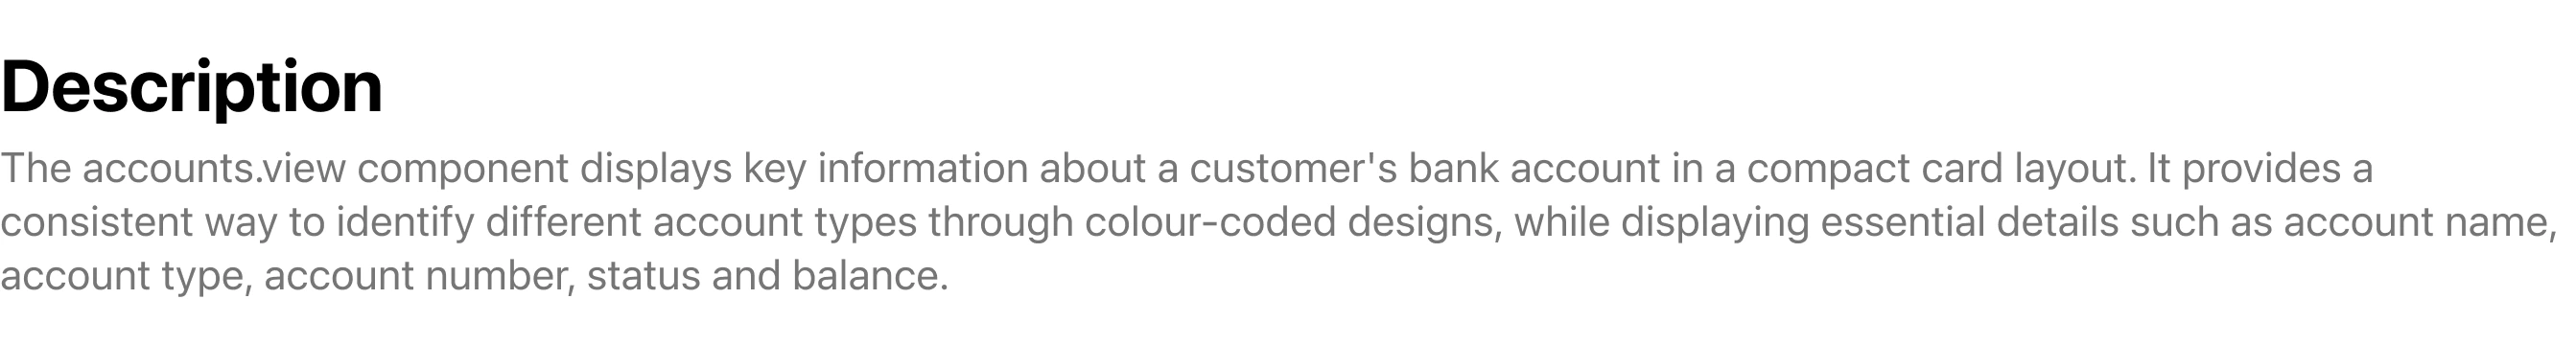 Description
The accounts.view component displays key information about a customer's bank account in a compact card layout. It provides a
consistent way to identify different account types through colour-coded designs, while displaying essential details such as account name,
account type, account number, status and balance.